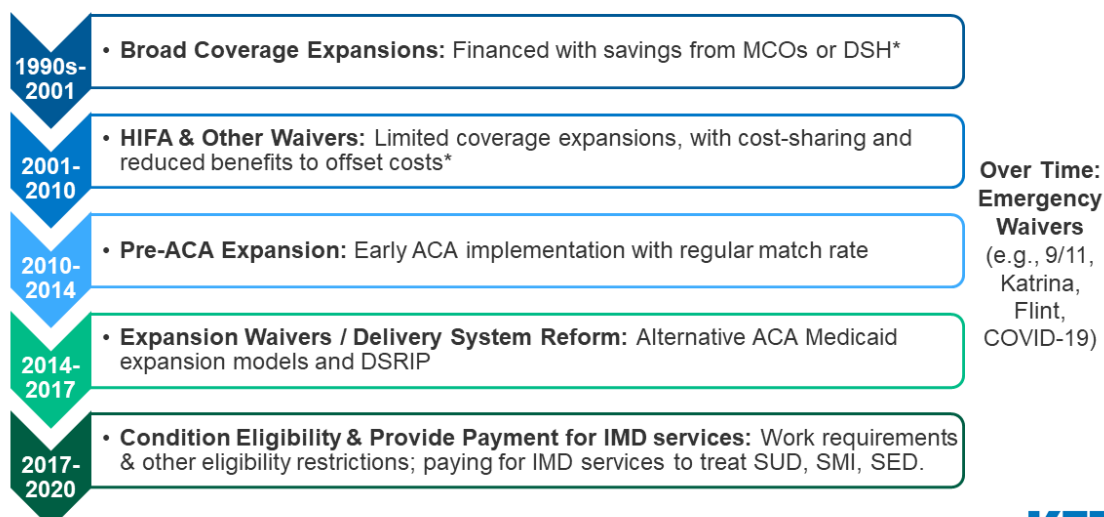 1990s-
2001
• Broad Coverage Expansions: Financed with savings from MCOs or DSH*
2001-
2010
• HIFA & Other Waivers: Limited coverage expansions, with cost-sharing and
reduced benefits to offset costs*
2010-
2014
• Pre-ACA Expansion: Early ACA implementation with regular match rate
2014-
2017
• Expansion Waivers / Delivery System Reform: Alternative ACA Medicaid
expansion models and DSRIP
2017-
2020
• Condition Eligibility & Provide Payment for IMD services: Work requirements
& other eligibility restrictions; paying for IMD services to treat SUD, SMI, SED.
Over Time:
Emergency
Waivers
(e.g., 9/11,
Katrina,
Flint,
COVID-19)